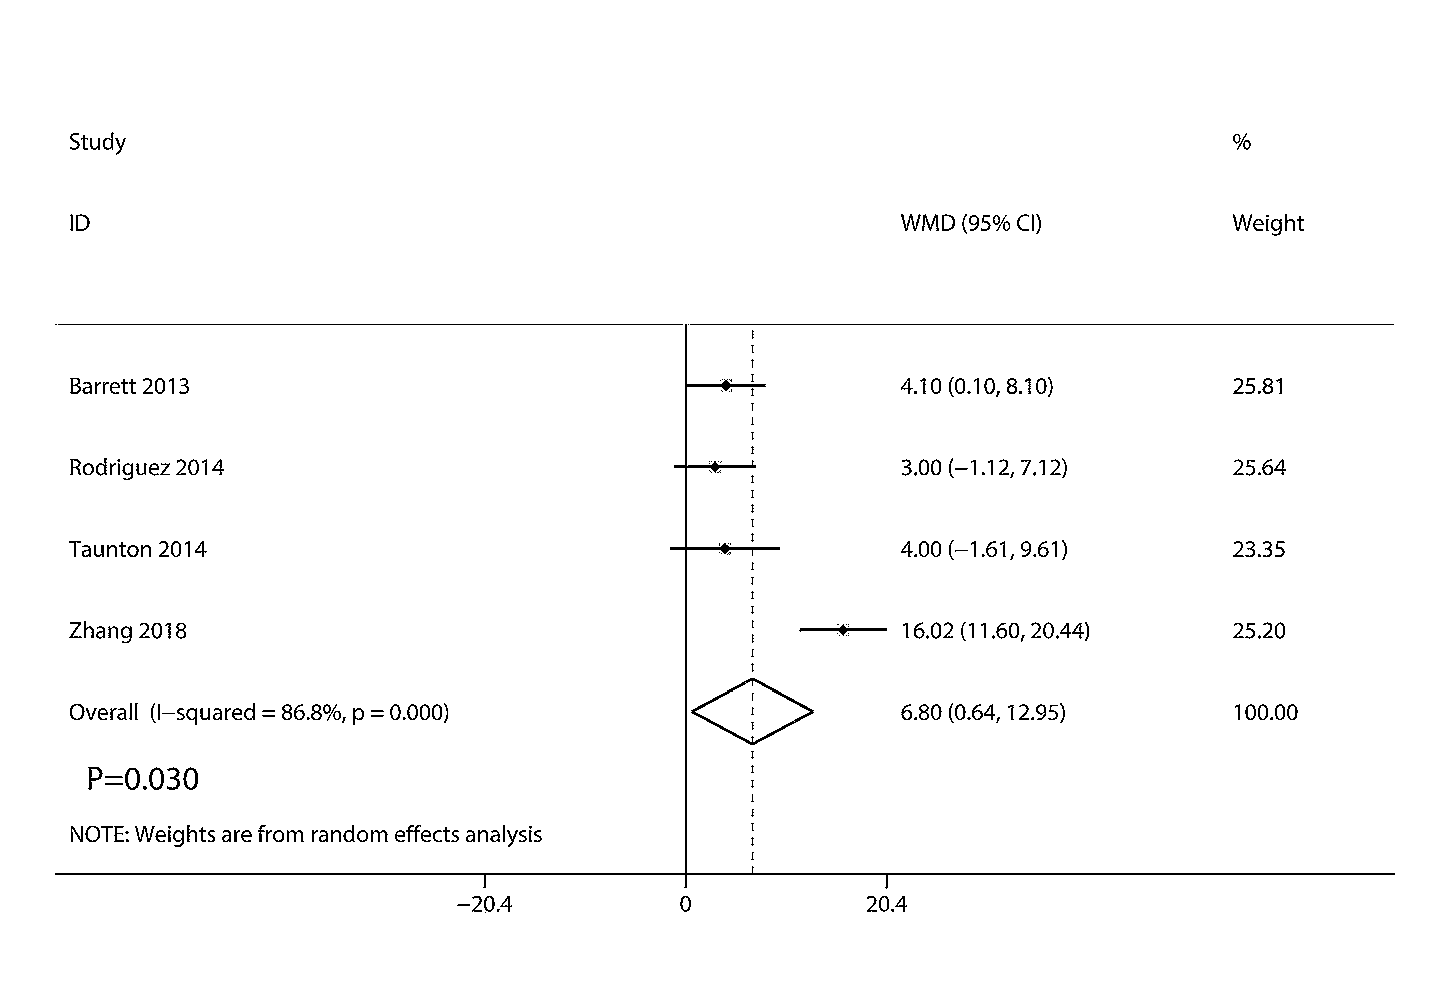 Study %
ID WMD (95% CI) Weight
Barrett 2013 4.10 (0.10, 8.10) 25.81
Rodriguez 2014 3.00 (−1.12, 7.12) 25.64
Taunton 2014 4.00 (−1.61, 9.61) 23.35
Zhang 2018 16.02 (11.60, 20.44) 25.20
Overall (I−squared = 86.8%, p = 0.000) 6.80 (0.64, 12.95) 100.00
P=0.030
NOTE: Weights are from random effects analysis
−20.4 0 20.4